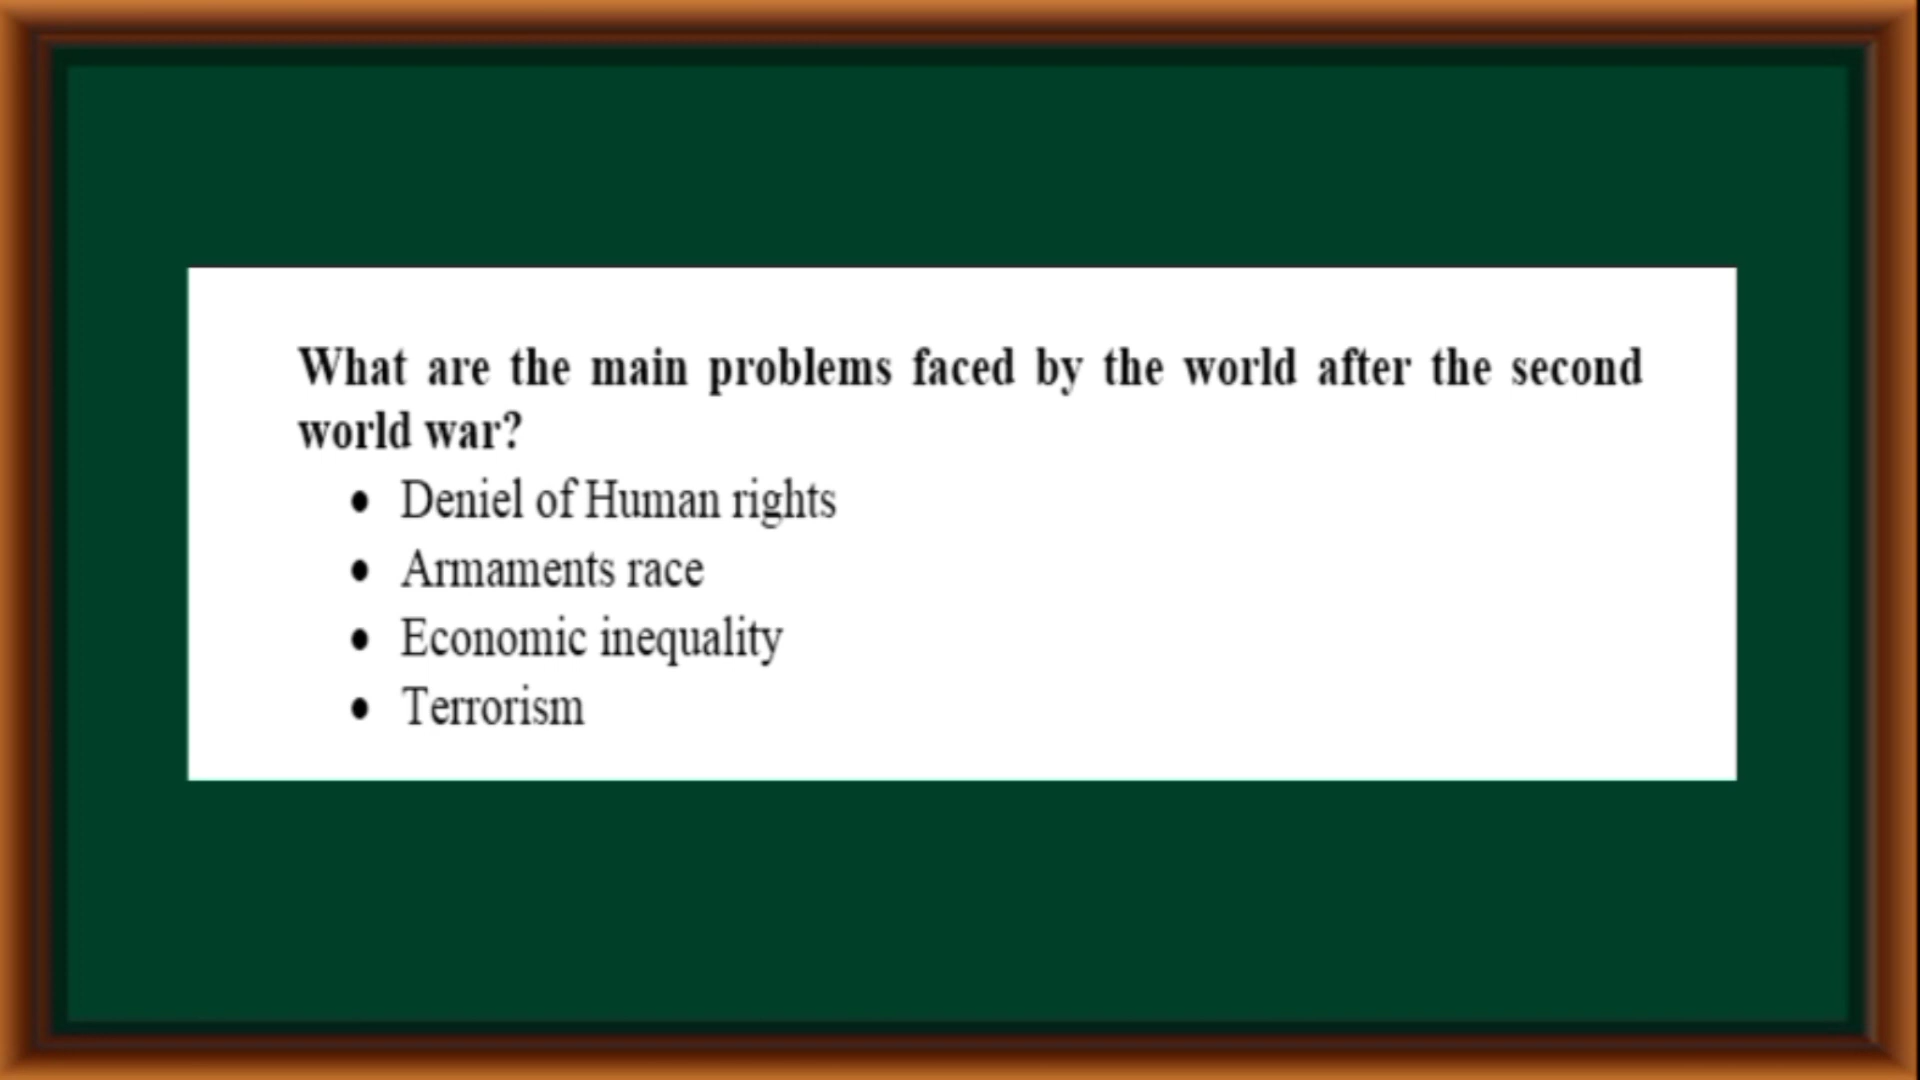 What are the main problems faced by the world after the second
world war?
• Deniel of Human rights
• Armaments race
• Economic inequality
• Terrorism